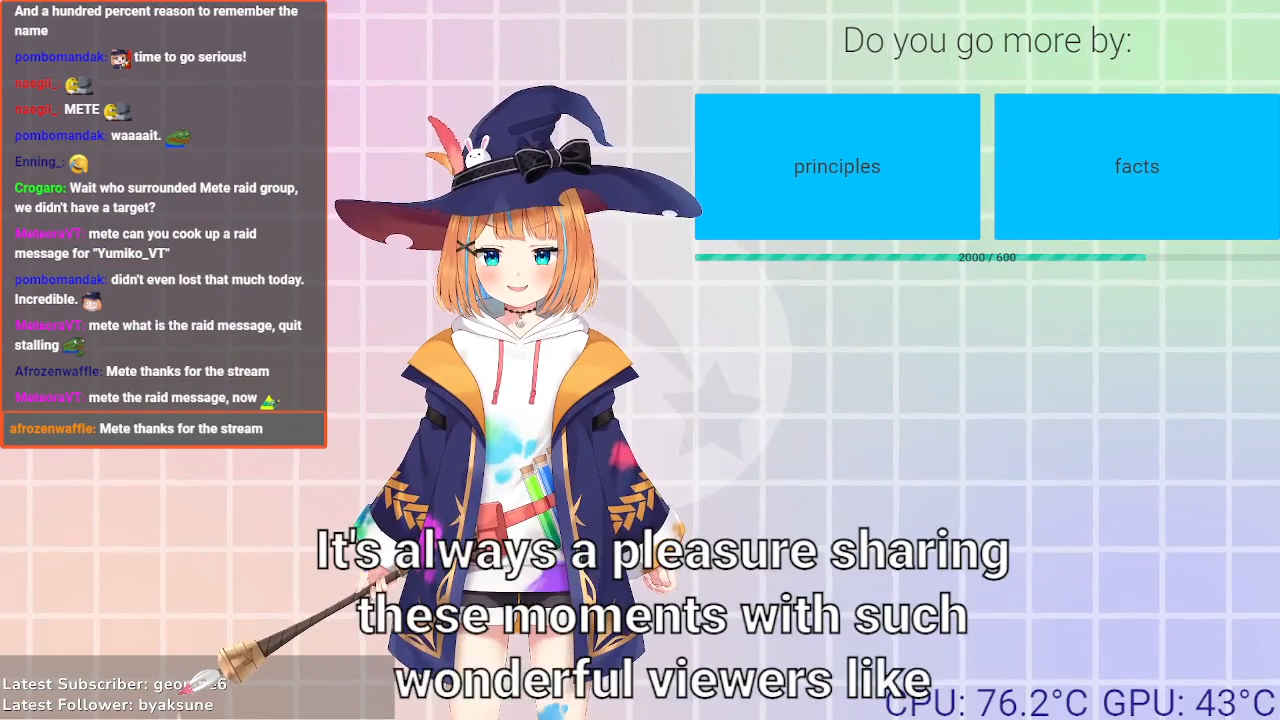 And a hundred percent reason to remember the
name
pombomandak: time to go serious!
naegii_:
naegii_: METE
pombomandak: waaaait.
Enning_:
Crogaro: Wait who surrounded Mete raid group,
we didn't have a target?
MeteoraVT: mete can you cook up a raid
message for "Yumiko_VT"
pombomandak: didn't even lost that much today.
Incredible.
MeteoraVT: mete what is the raid message, quit
stalling
Afrozenwaffle: Mete thanks for the stream
MeteoraVT: mete the raid message, now
afrozenwaffle: Mete thanks for the stream
Do you go more by:
principles
facts
2000 / 600
It's always a pleasure sharing
these moments with such
wonderful viewers like
Latest Subscriber:
Latest Follower: byaksune
CPU: 76.2°C GPU: 43°C